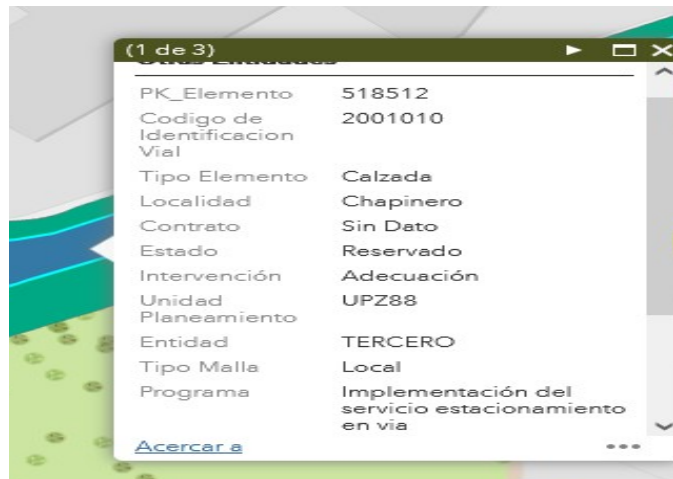 (1 de 3)
PK_Elemento 518512
Codigo de Identificacion Vial 2001010
Tipo Elemento Calzada
Localidad Chapinero
Contrato Sin Dato
Estado Reservado
Intervención Adecuación
Unidad Planeamiento UPZ88
Entidad TERCERO
Tipo Malla Local
Programa Implementación del servicio estacionamiento en via
Acercar a